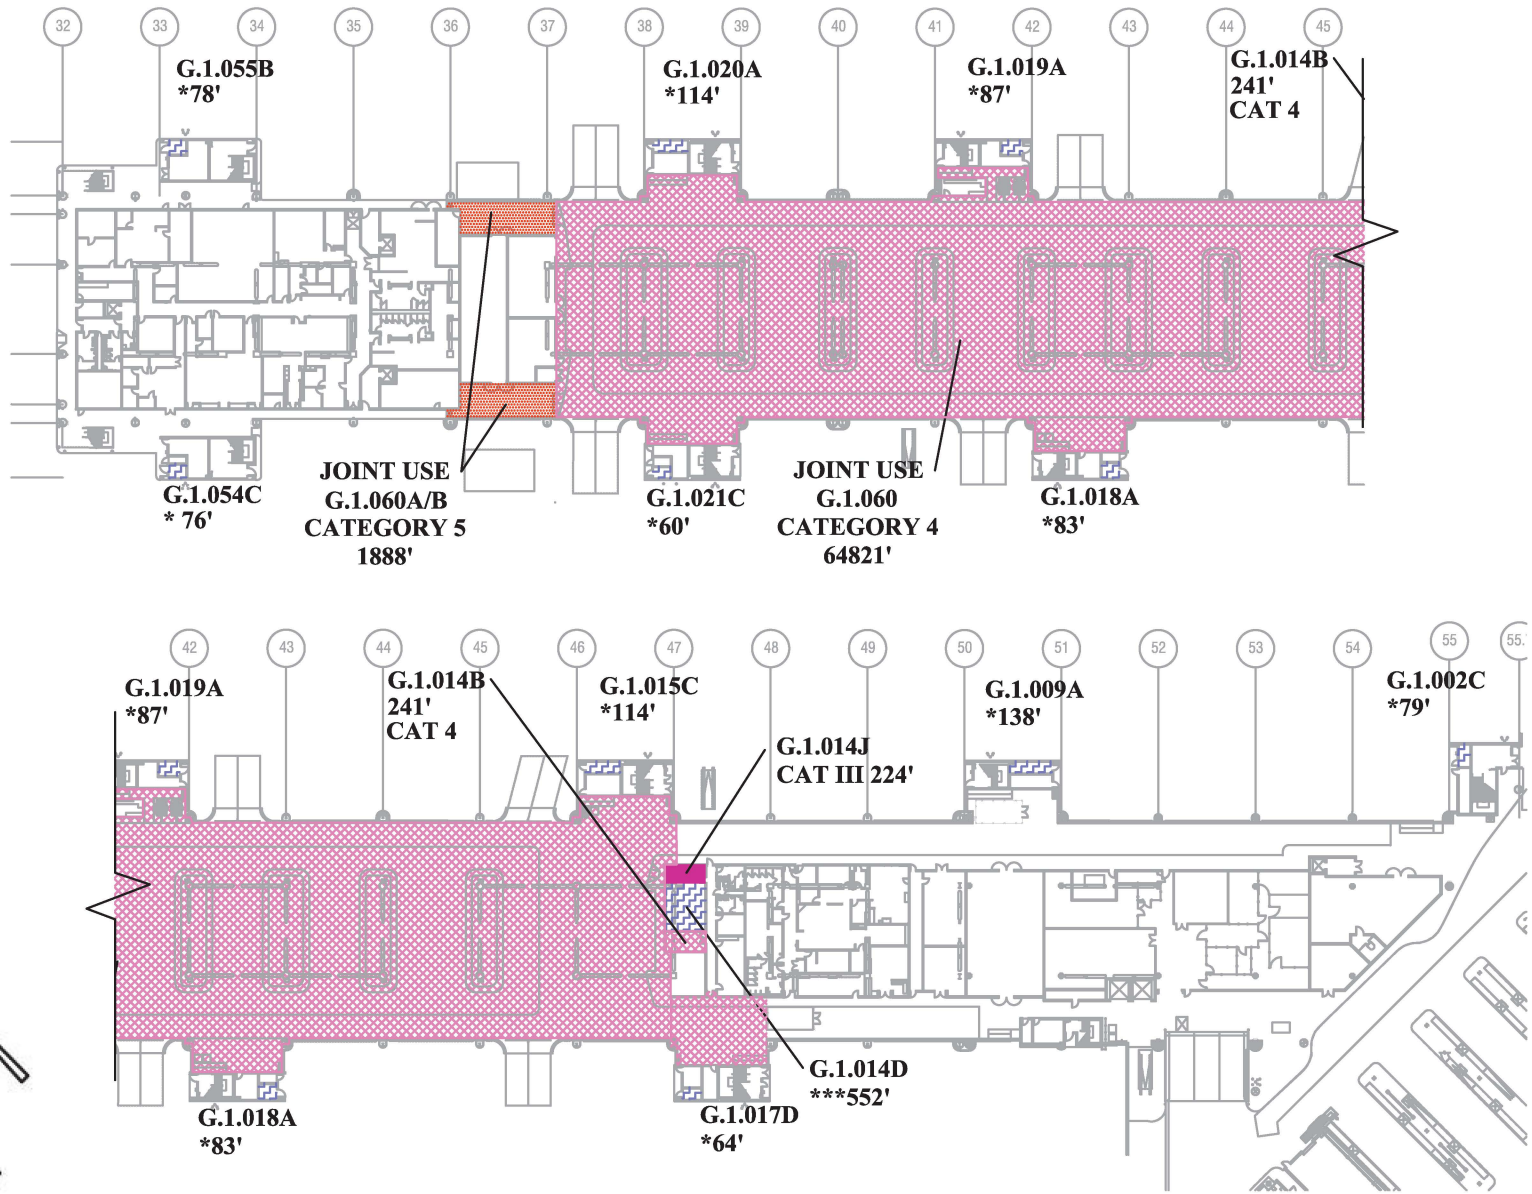 32 33 34 35 36 37 38 39 40 41 42 43 44 45
G.1.055B
*78'
G.1.020A
*114'
G.1.019A
*87'
G.1.014B
241'
CAT 4
G.1.054C
* 76'
JOINT USE
G.1.060A/B
CATEGORY 5
1888'
G.1.021C
*60'
JOINT USE
G.1.060
CATEGORY 4
64821'
G.1.018A
*83'
42 43 44 45 46 47 48 49 50 51 52 53 54 55 55.
G.1.019A
*87'
G.1.014B
241'
CAT 4
G.1.015C
*114'
G.1.014J
CAT III 224'
G.1.009A
*138'
G.1.002C
*79'
G.1.018A
*83'
G.1.017D
*64'
G.1.014D
***552'